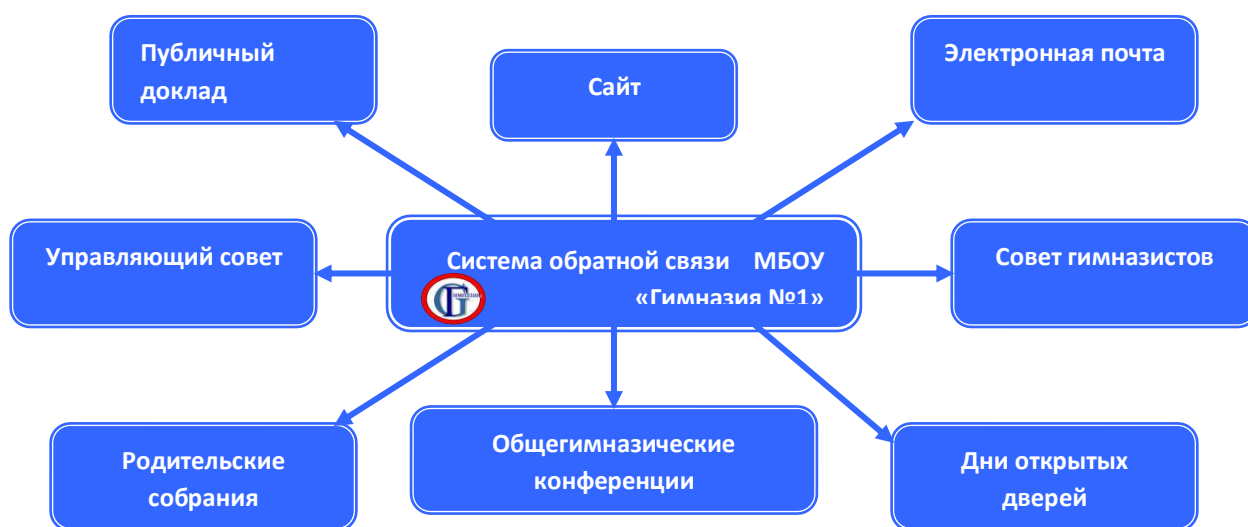 Публичный
доклад
Сайт
Электронная почта
Управляющий совет
Система обратной связи МБОУ
«Гимназия №1»
Совет гимназистов
Родительские
собрания
Общегимназические
конференции
Дни открытых
дверей